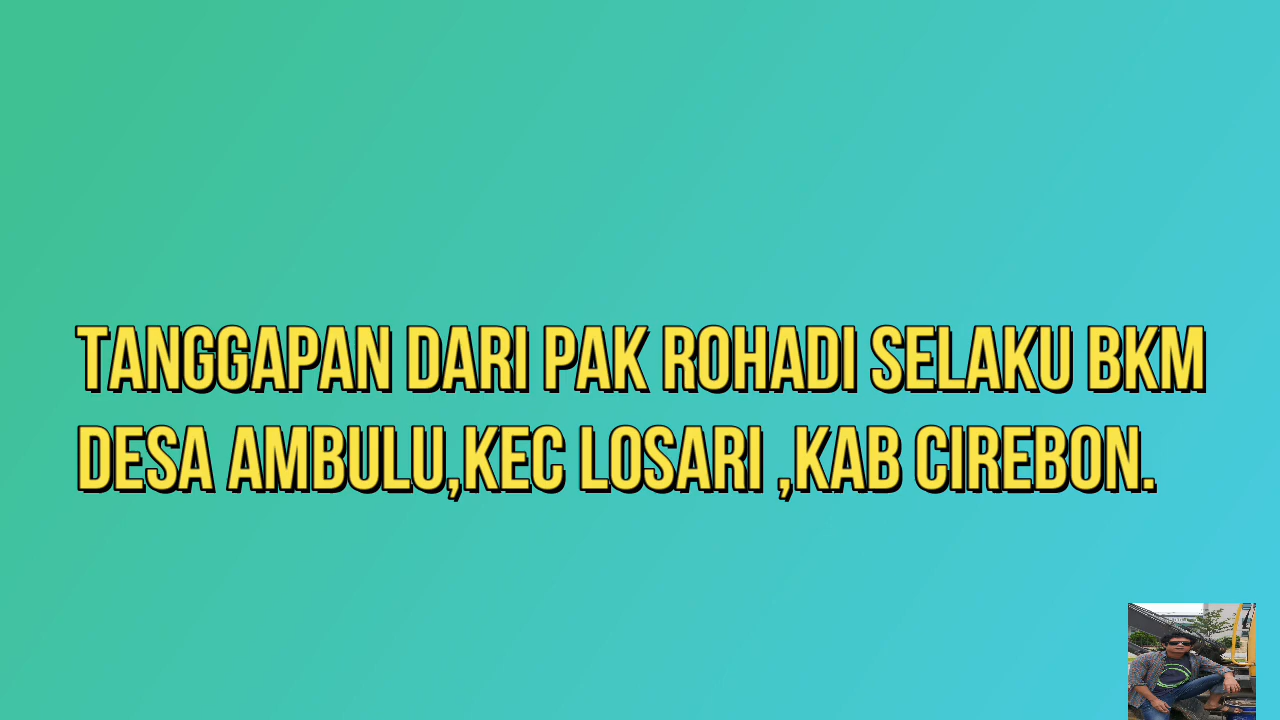 TANGGAPAN DARI PAK ROHADI SELAKU BKM
DESA AMBULU,KEC LOSARI ,KAB CIREBON.